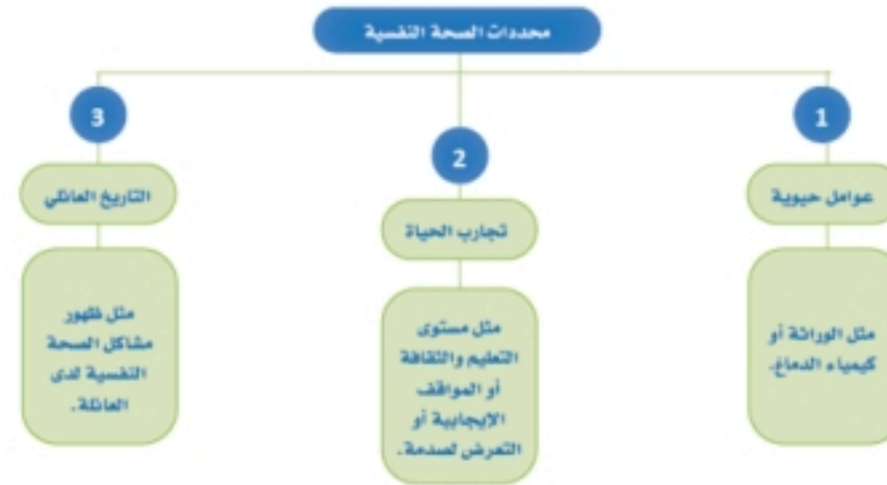 محددات الصحة النفسية
1
عوامل حيوية
مثل الوراثة أو
كيمياء الدماغ.
2
تجارب الحياة
مثل مستوى
التعليم والثقافة
أو المواقف
الإيجابية أو
التعرض لصدمة.
3
التاريخ العائلي
مثل ظهور
مشاكل الصحة
النفسية لدى
العائلة.